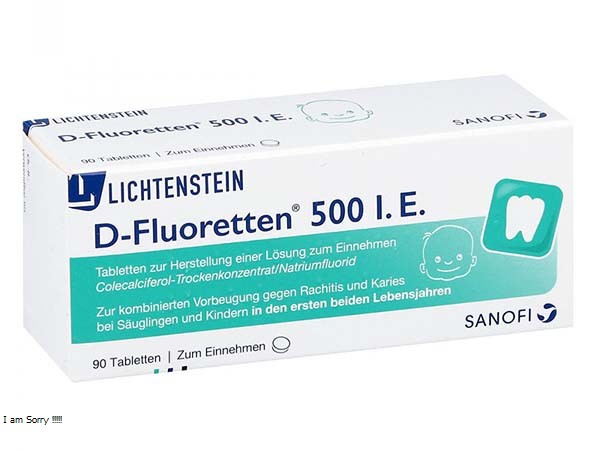 LICHTENSTEIN
D-Fluoretten® 500 I.E.
SANOFI
90 Tabletten | Zum Einnehmen
LICHTENSTEIN
D-Fluoretten® 500 I.E.
Tabletten zur Herstellung einer Lösung zum Einnehmen
Colecalciferol-Trockenkonzentrat/Natriumfluorid
Zur kombinierten Vorbeugung gegen Rachitis und Karies
bei Säuglingen und Kindern in den ersten beiden Lebensjahren
SANOFI
90 Tabletten | Zum Einnehmen
I am Sorry !!!!!